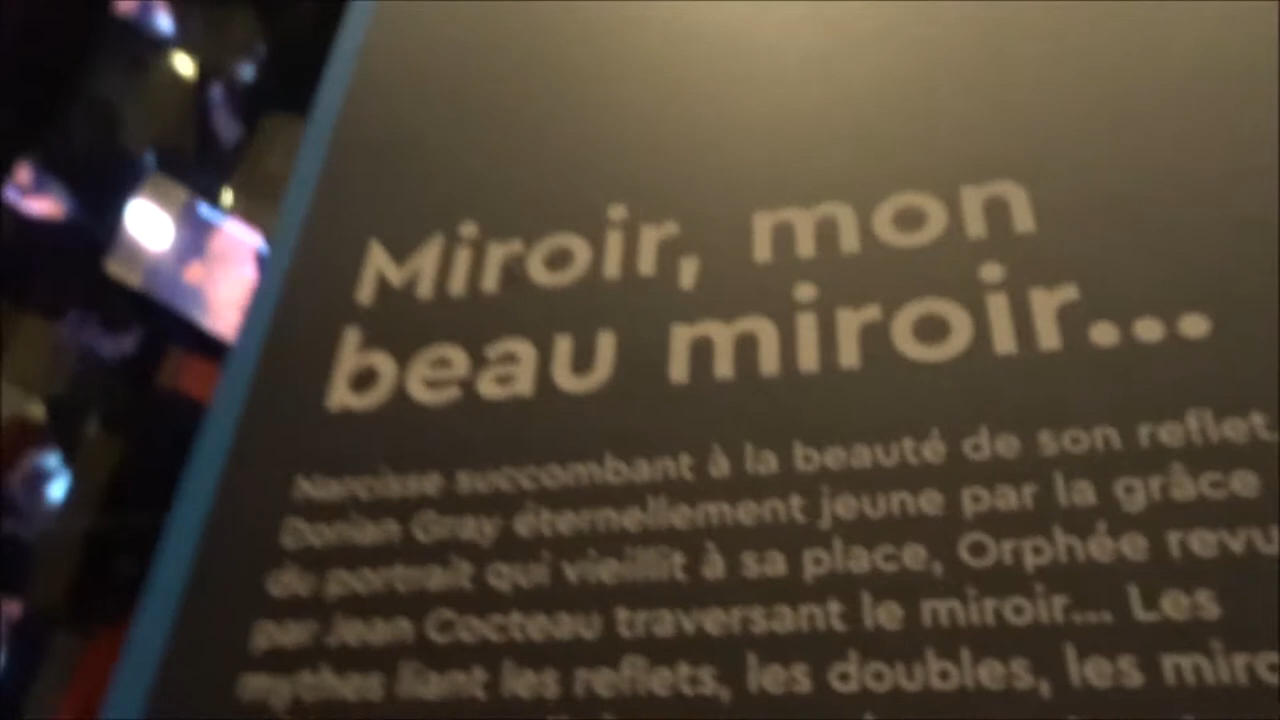 Miroir, mon
beau miroir...
Narcisse succombant à la beauté de son reflet,
Dorian Gray éternellement jeune par la grâce
du portrait qui vieillit à sa place, Orphée revu
par Jean Cocteau traversant le miroir... Les
mythes liant les reflets, les doubles, les miro